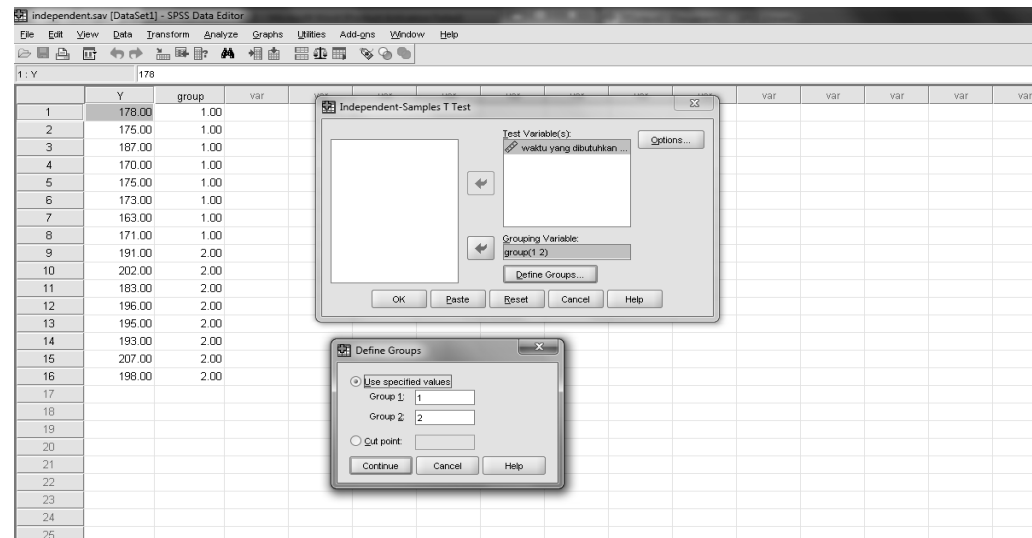 independent.sav [DataSet1] - SPSS Data Editor
File Edit View Data Transform Analyze Graphs Utilities Add-ons Window Help
1 : Y 178
Y group var var var var var var
1 178.00 1.00
2 175.00 1.00
3 187.00 1.00
4 170.00 1.00
5 175.00 1.00
6 173.00 1.00
7 163.00 1.00
8 171.00 1.00
9 191.00 2.00
10 202.00 2.00
11 183.00 2.00
12 196.00 2.00
13 195.00 2.00
14 193.00 2.00
15 207.00 2.00
16 198.00 2.00
17
18
19
20
21
22
23
24
25
Independent-Samples T Test
Test Variable(s):
waktu yang dibutuhkan ...
Options...
Grouping Variable:
group(1 2)
Define Groups...
OK Paste Reset Cancel Help
Define Groups
Use specified values
Group 1: 1
Group 2: 2
Cut point:
Continue Cancel Help